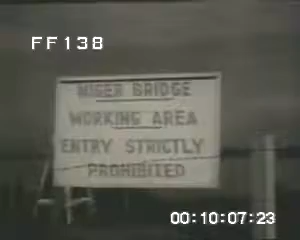 FF138
NIGER BRIDGE
WORKING AREA
ENTRY STRICTLY
PROHIBITED
00:10:07:23